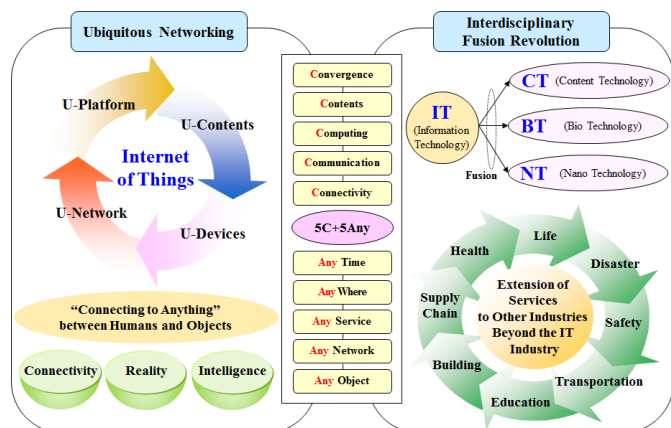 Ubiquitous Networking
U-Platform
U-Contents
Internet
of Things
U-Network
U-Devices
“Connecting to Anything”
between Humans and Objects
Connectivity
Reality
Intelligence
Convergence
Contents
Computing
Communication
Connectivity
5C+5Any
Any Time
Any Where
Any Service
Any Network
Any Object
Interdisciplinary
Fusion Revolution
IT
(Information
Technology)
Fusion
CT (Content Technology)
BT (Bio Technology)
NT (Nano Technology)
Life
Disaster
Safety
Transportation
Education
Building
Supply
Chain
Health
Extension of
Services
to Other Industries
Beyond the IT
Industry